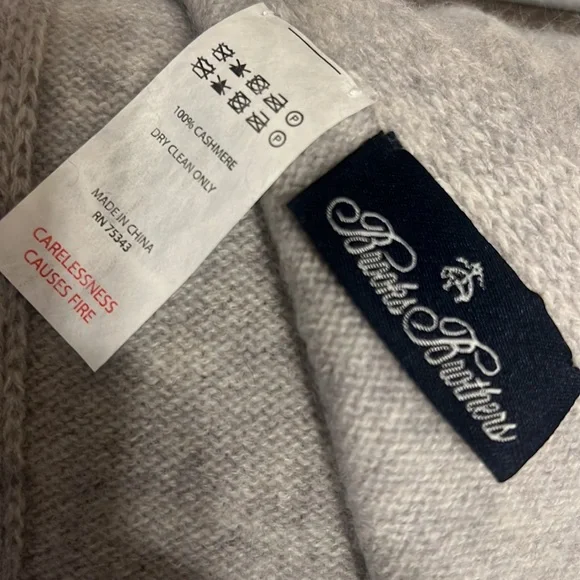 P
P
100% CASHMERE
DRY CLEAN ONLY
MADE IN CHINA
RN 75343
CARELESSNESS
CAUSES FIRE
Brooks Brothers